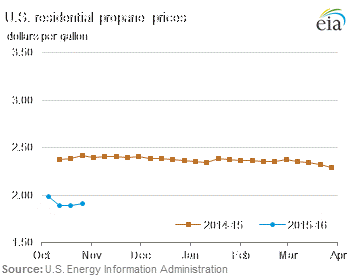 U.S. residential propane prices
dollars per gallon
eia
3.50
3.00
2.50
2.00
1.50
Oct Nov Dec Jan Feb Mar Apr
2014-15 2015-16
Source: U.S. Energy Information Administration